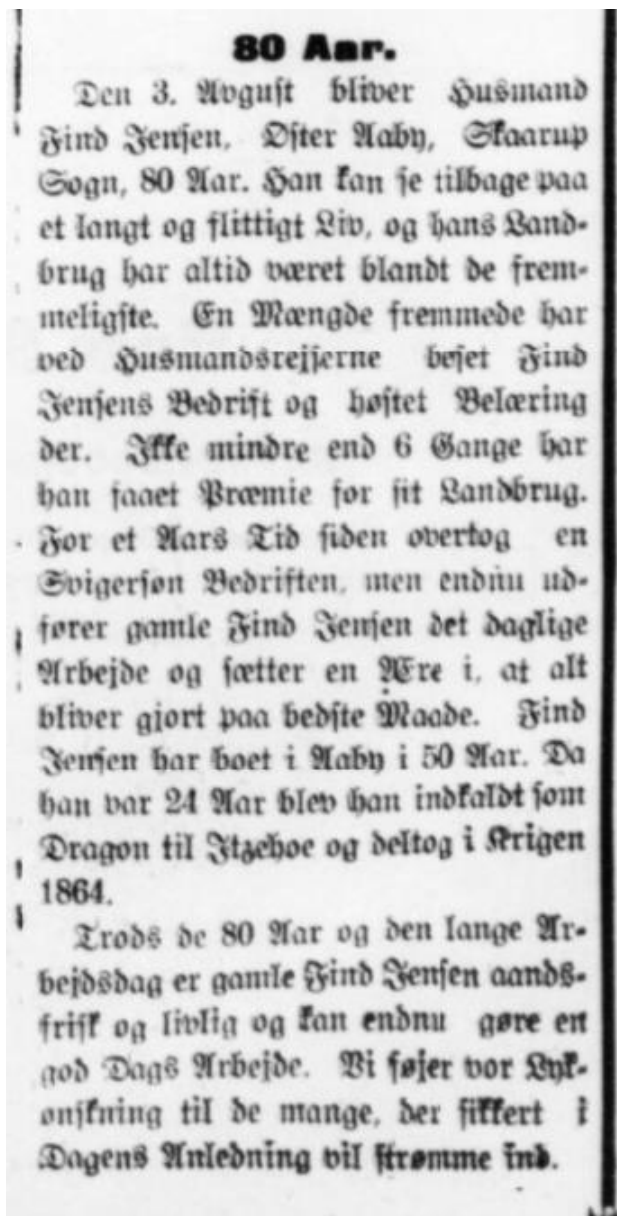 80 Aar.
Den 3. Avgust bliver Husmand
Find Jensen, Øster Aaby, Skaarup
Sogn, 80 Aar. Han kan se tilbage paa
et langt og flittigt Liv, og hans Land-
brug har altid været blandt de frem-
meligste. En Mængde fremmede har
ved Husmandsrejserne beset Find
Jensens Bedrift og høstet Belæring
der. Ikke mindre end 6 Gange har
han faaet Præmie for sit Landbrug.
For et Aars Tid siden overtog en
Svigersøn Bedriften, men endnu ud-
fører gamle Find Jensen det daglige
Arbejde og sætter en Ære i, at alt
bliver gjort paa bedste Maade. Find
Jensen har boet i Aaby i 50 Aar. Da
han var 24 Aar blev han indkaldt som
Dragon til Itzehoe og deltog i Krigen
1864.
Trods de 80 Aar og den lange Ar-
bejdsdag er gamle Find Jensen aands-
frisk og livlig og kan endnu gøre en
god Dags Arbejde. Vi føjer vor Lyk-
ønskning til de mange, der sikkert i
Dagens Anledning vil strømme ind.